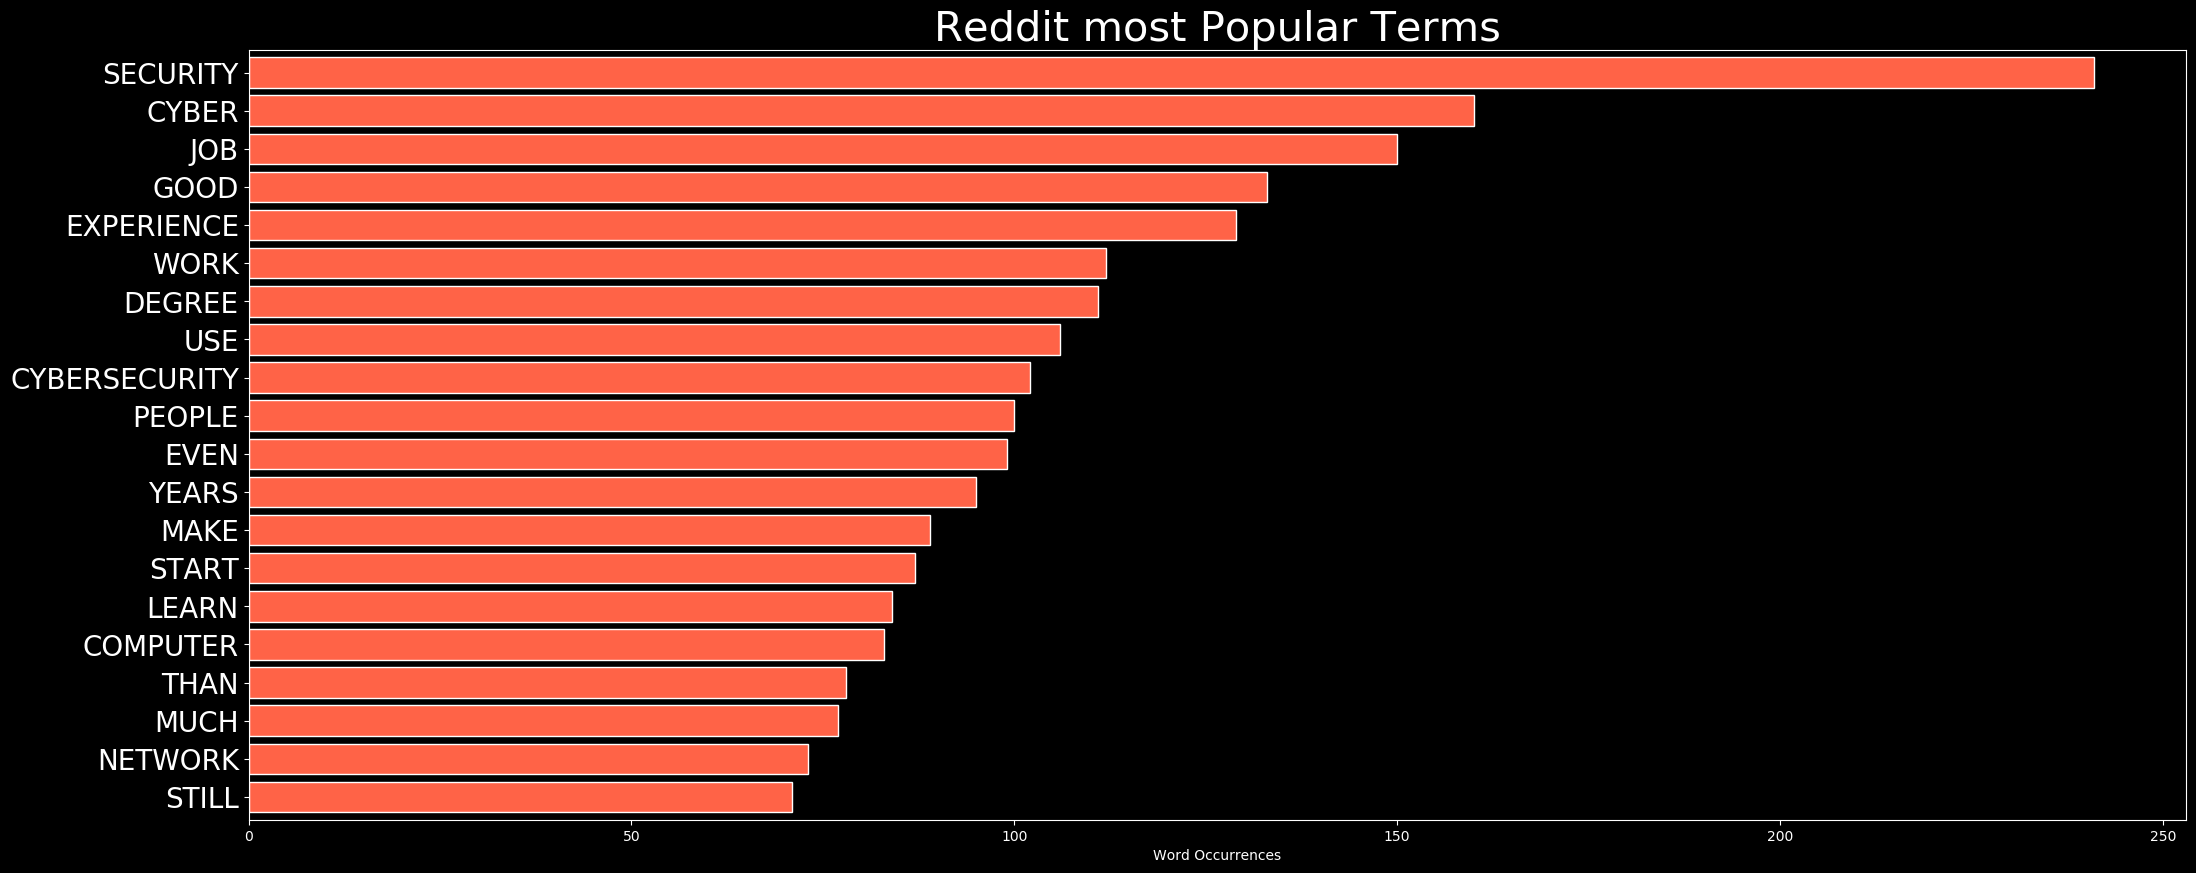 Reddit most Popular Terms
SECURITY
CYBER
JOB
GOOD
EXPERIENCE
WORK
DEGREE
USE
CYBERSECURITY
PEOPLE
EVEN
YEARS
MAKE
START
LEARN
COMPUTER
THAN
MUCH
NETWORK
STILL
0 50 100 150 200 250
Word Occurrences